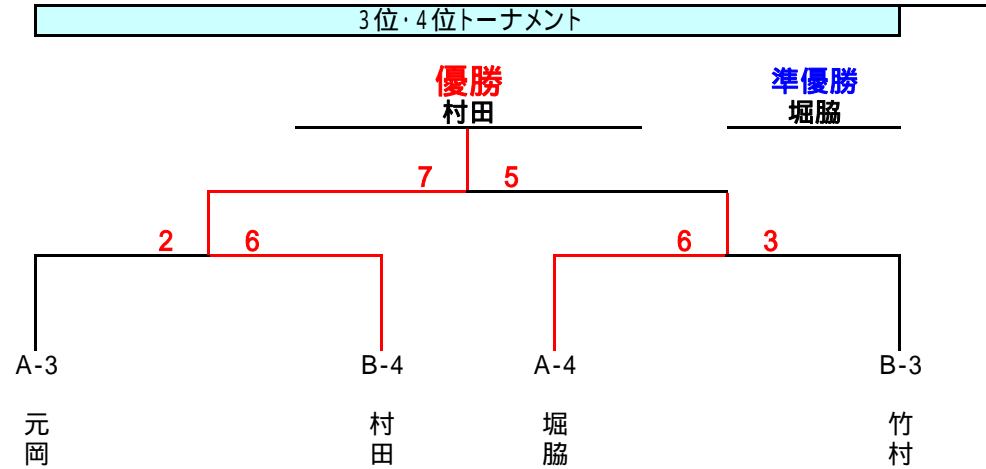 3位・4位トーナメント
優勝 準優勝
村田 堀脇
7 5
2 6 6 3
A-3 B-4 A-4 B-3
元岡 村田 堀脇 竹村